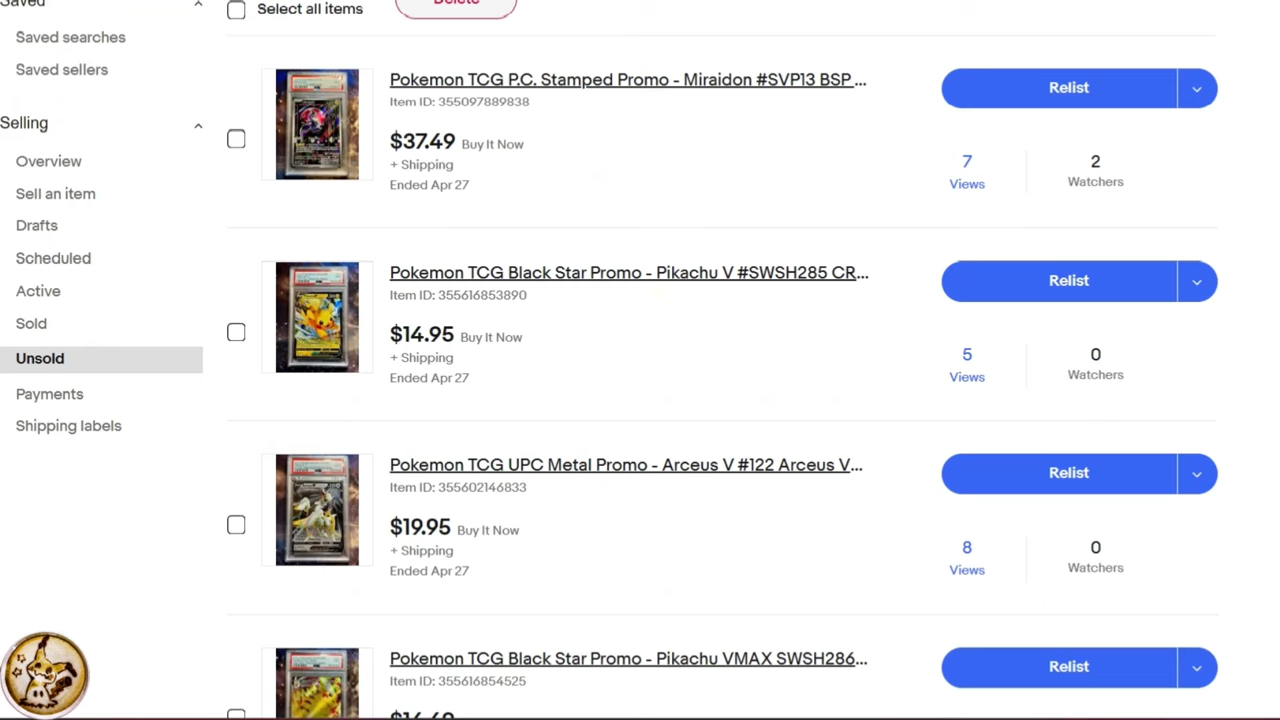 Saved
Saved searches
Saved sellers
Selling
Overview
Sell an item
Drafts
Scheduled
Active
Sold
Unsold
Payments
Shipping labels
Select all items
Delete
Pokemon TCG P.C. Stamped Promo - Miraidon #SVP13 BSP ...
Item ID: 355097889838
$37.49 Buy It Now
+ Shipping
Ended Apr 27
Relist
7
Views
2
Watchers
Pokemon TCG Black Star Promo - Pikachu V #SWSH285 CR...
Item ID: 355616853890
$14.95 Buy It Now
+ Shipping
Ended Apr 27
Relist
5
Views
0
Watchers
Pokemon TCG UPC Metal Promo - Arceus V #122 Arceus V...
Item ID: 355602146833
$19.95 Buy It Now
+ Shipping
Ended Apr 27
Relist
8
Views
0
Watchers
Pokemon TCG Black Star Promo - Pikachu VMAX SWSH286...
Item ID: 355616854525
Relist